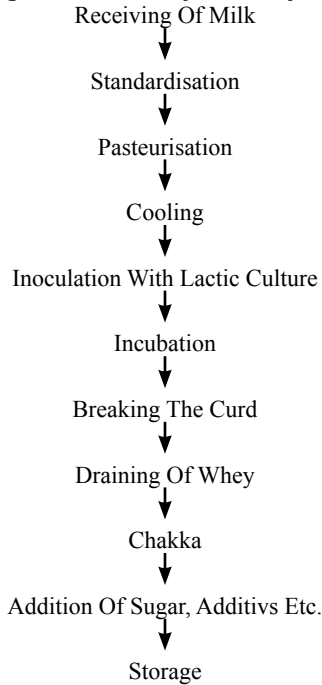 Receiving Of Milk
Standardisation
Pasteurisation
Cooling
Inoculation With Lactic Culture
Incubation
Breaking The Curd
Draining Of Whey
Chakka
Addition Of Sugar, Additivs Etc.
Storage